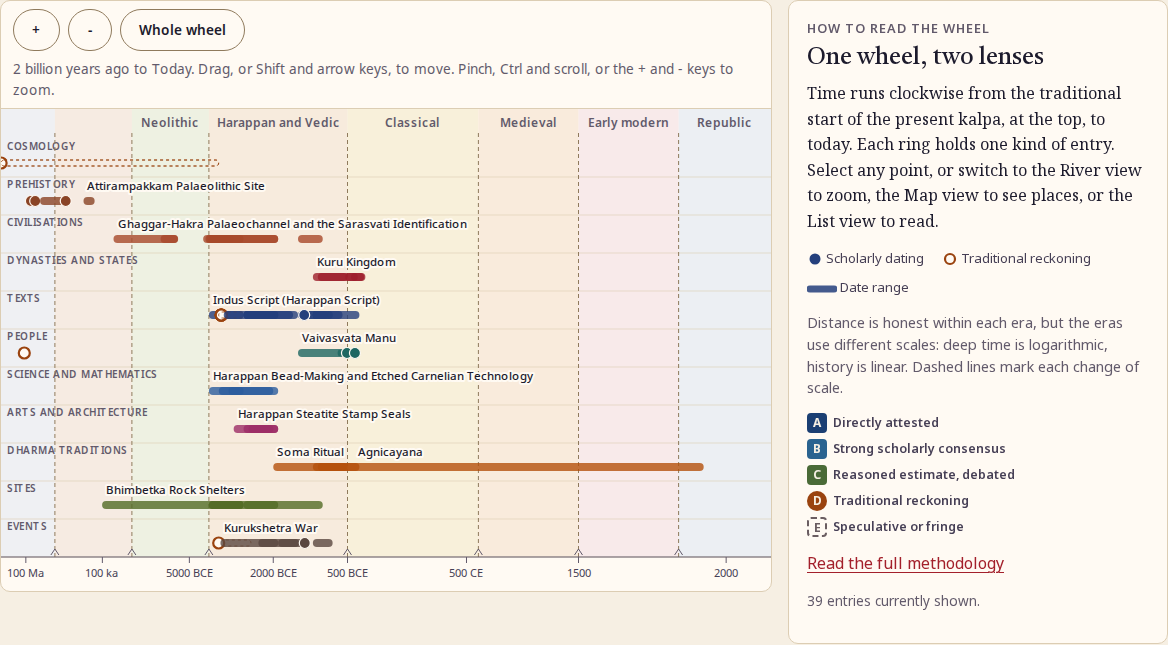 + - Whole wheel
2 billion years ago to Today. Drag, or Shift and arrow keys, to move. Pinch, Ctrl and scroll, or the + and - keys to
zoom.
Neolithic Harappan and Vedic Classical Medieval Early modern Republic
COSMOLOGY
PREHISTORY Attirampakkam Palaeolithic Site
CIVILISATIONS Ghaggar-Hakra Palaeochannel and the Sarasvati Identification
DYNASTIES AND STATES
Kuru Kingdom
TEXTS Indus Script (Harappan Script)
PEOPLE Vaivasvata Manu
SCIENCE AND MATHEMATICS Harappan Bead-Making and Etched Carnelian Technology
ARTS AND ARCHITECTURE Harappan Steatite Stamp Seals
DHARMA TRADITIONS Soma Ritual Agnicayana
SITES Bhimbetka Rock Shelters
EVENTS Kurukshetra War
100 Ma 100 ka 5000 BCE 2000 BCE 500 BCE 500 CE 1500 2000
HOW TO READ THE WHEEL
One wheel, two lenses
Time runs clockwise from the traditional
start of the present kalpa, at the top, to
today. Each ring holds one kind of entry.
Select any point, or switch to the River view
to zoom, the Map view to see places, or the
List view to read.
Scholarly dating Traditional reckoning
Date range
Distance is honest within each era, but the eras
use different scales: deep time is logarithmic,
history is linear. Dashed lines mark each change of
scale.
A Directly attested
B Strong scholarly consensus
C Reasoned estimate, debated
D Traditional reckoning
E Speculative or fringe
Read the full methodology
39 entries currently shown.